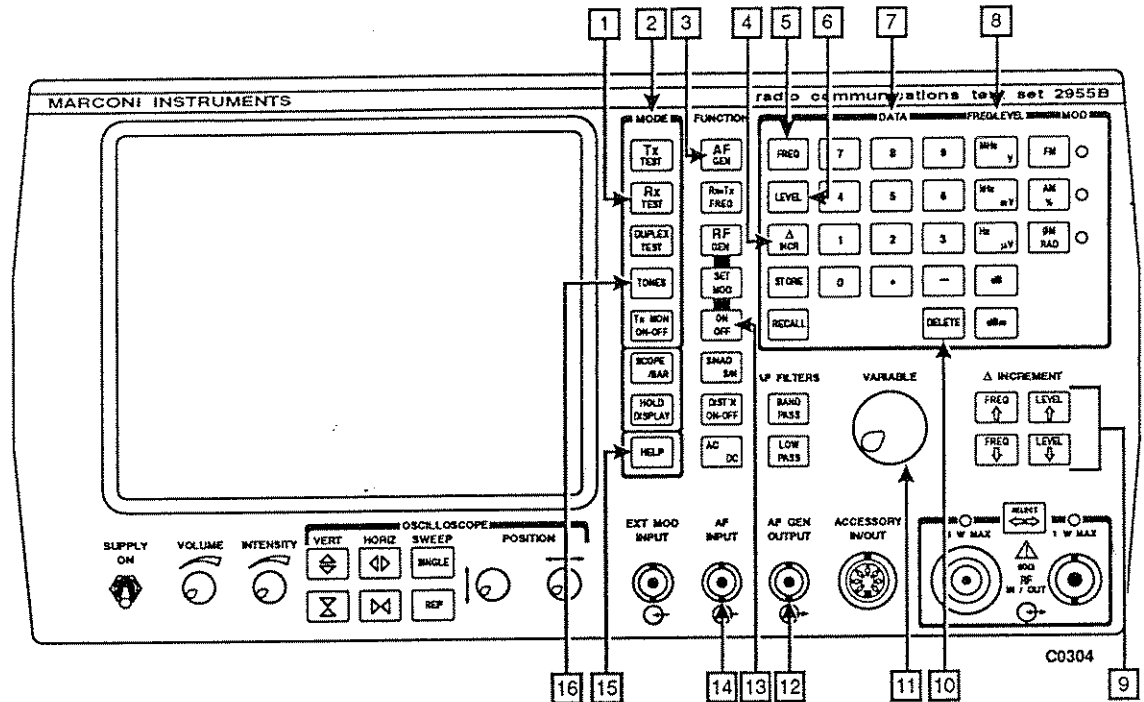 1 2 3 4 5 6 7 8
MARCONI INSTRUMENTS
radio communications test set 2955B
MODE FUNCTION DATA FREQ/LEVEL MOD
Tx TEST AF GEN FREQ 7 8 9 MHz V FM
Rx TEST Rx=Tx FREQ LEVEL 4 5 6 kHz mV AM %
DUPLEX TEST RF GEN Δ INCR 1 2 3 Hz µV ØM RAD
TONES SET MOD STORE 0 • − dB
Tx MON ON-OFF ON OFF RECALL DELETE dBm
SCOPE /BAR SINAD S/N AF FILTERS VARIABLE Δ INCREMENT
HOLD DISPLAY DIST'N ON-OFF BAND PASS FREQ ⇧ LEVEL ⇧
HELP AC DC LOW PASS FREQ ⇩ LEVEL ⇩
OSCILLOSCOPE
SUPPLY ON VOLUME INTENSITY VERT HORIZ SWEEP POSITION
SINGLE
REP
EXT MOD INPUT AF INPUT AF GEN OUTPUT ACCESSORY IN/OUT
SELECT
W MAX 1 W MAX
50Ω
RF
IN / OUT
C0304
16 15 14 13 12 11 10 9